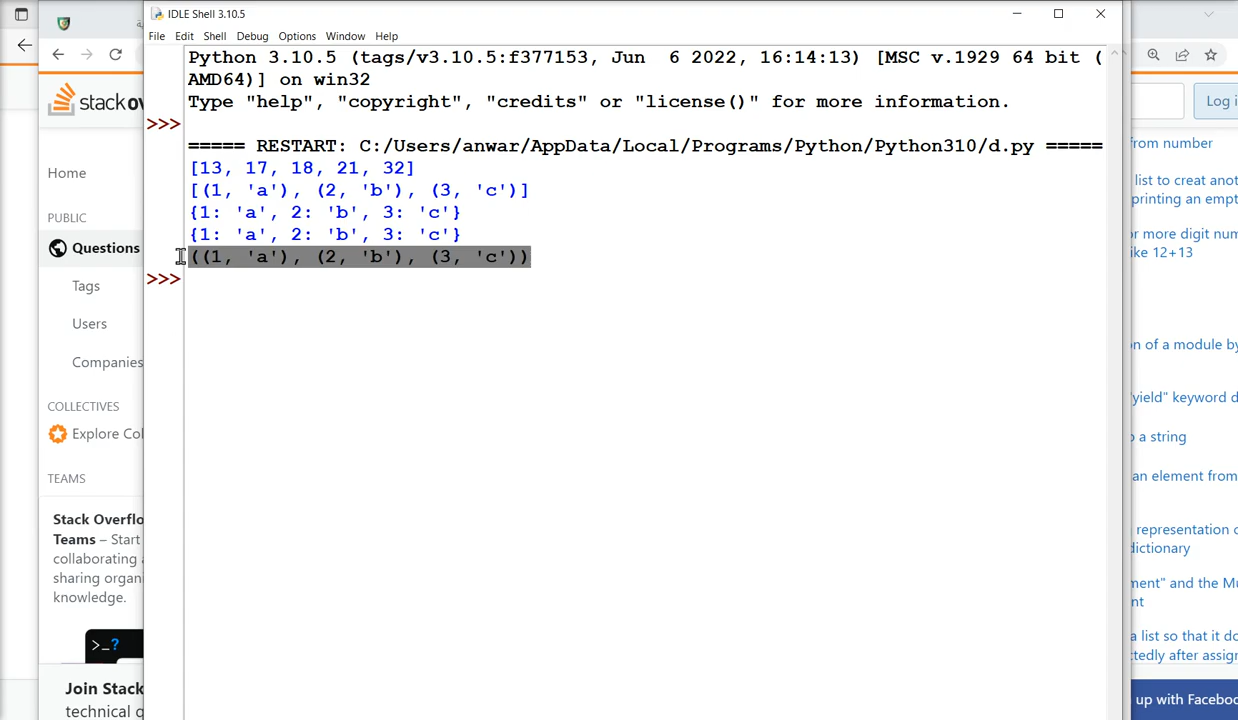 IDLE Shell 3.10.5
File Edit Shell Debug Options Window Help
Python 3.10.5 (tags/v3.10.5:f377153, Jun  6 2022, 16:14:13) [MSC v.1929 64 bit (
AMD64)] on win32
Type "help", "copyright", "credits" or "license()" for more information.
>>>
===== RESTART: C:/Users/anwar/AppData/Local/Programs/Python/Python310/d.py =====
[13, 17, 18, 21, 32]
[(1, 'a'), (2, 'b'), (3, 'c')]
{1: 'a', 2: 'b', 3: 'c'}
{1: 'a', 2: 'b', 3: 'c'}
((1, 'a'), (2, 'b'), (3, 'c'))
>>>
stack
Home
PUBLIC
Questions
Tags
Users
Companies
COLLECTIVES
Explore
TEAMS
Stack Overflo
Teams – Start
collaborating
sharing organi
knowledge.
>_?
Join Stack
technical q
Log i
from number
list to creat anot
printing an empt
or more digit num
ike 12+13
n of a module by
yield" keyword d
a string
an element from
representation o
dictionary
ment" and the Mu
nt
a list so that it do
tedly after assig
up with Faceboo